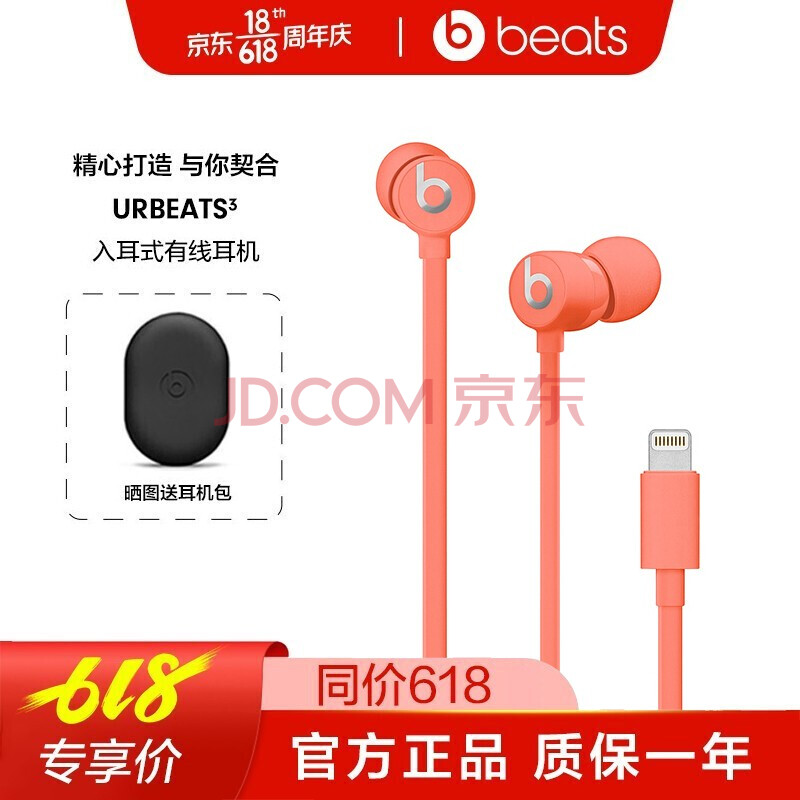 京东 18th/618 周年庆 | beats
精心打造 与你契合
URBEATS³
入耳式有线耳机
JD.COM 京东
晒图送耳机包
同价618
618
专享价
官方正品 质保一年